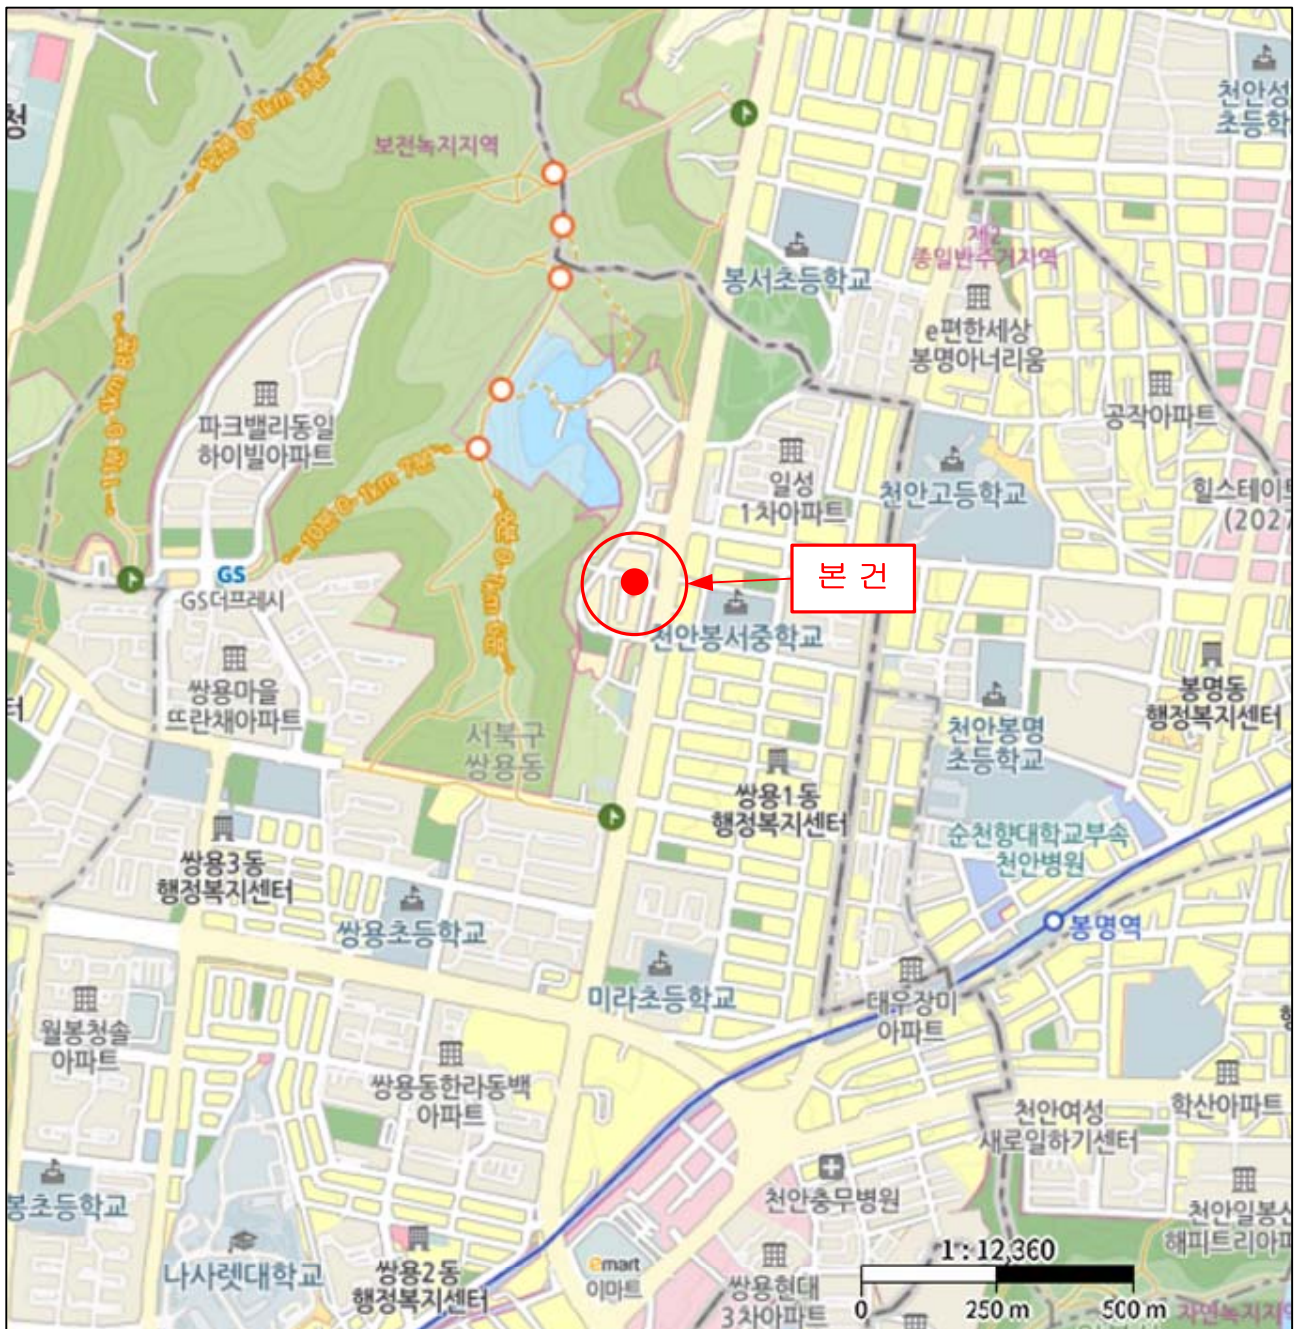 청
보전녹지지역
천안성
초등학
봉서초등학교
제2
종일반주거지역
e편한세상
봉명아너리움
파크밸리동일
하이빌아파트
공작아파트
일성
1차아파트
천안고등학교
힐스테이트
(2027
GS
GS더프레시
본 건
천안봉서중학교
쌍용마을
뜨란채아파트
터
서북구
쌍용동
봉명동
행정복지센터
천안봉명
초등학교
쌍용1동
행정복지센터
순천향대학교부속
천안병원
쌍용3동
행정복지센터
쌍용초등학교
봉명역
미라초등학교
대우장미
아파트
월봉청솔
아파트
쌍용동한라동백
아파트
천안여성
새로일하기센터
학산아파트
천안충무병원
봉초등학교
천안일봉산
해피트리아파
나사렛대학교
쌍용2동
행정복지센터
emart
이마트
쌍용현대
3차아파트
1 : 12,360
0 250 m 500 m
자연녹지지역